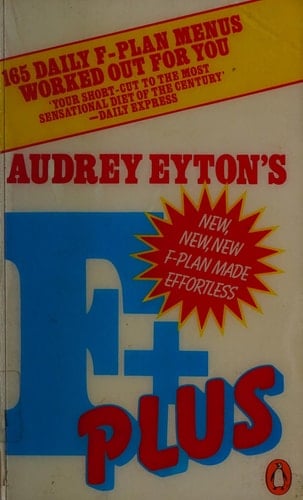 165 DAILY F-PLAN MENUS
WORKED OUT FOR YOU
'YOUR SHORT-CUT TO THE MOST
SENSATIONAL DIET OF THE CENTURY'
—DAILY EXPRESS
AUDREY EYTON'S
NEW,
NEW, NEW
F-PLAN MADE
EFFORTLESS
F+
PLUS